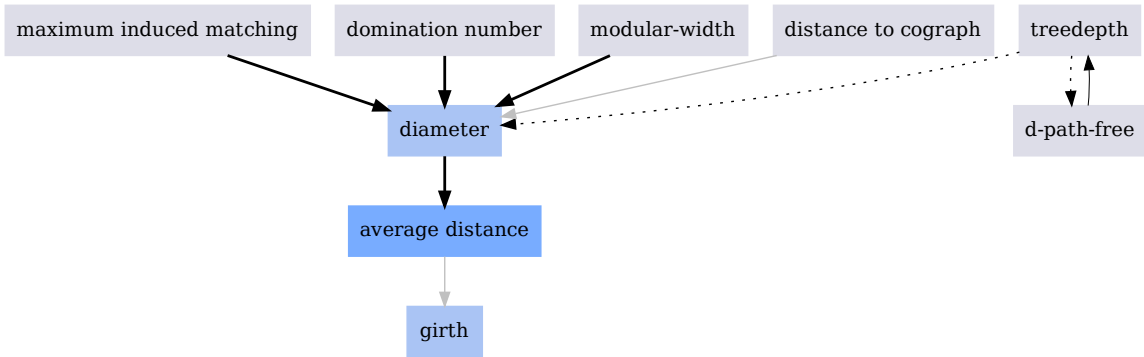 maximum induced matching
domination number
modular-width
distance to cograph
treedepth
diameter
d-path-free
average distance
girth